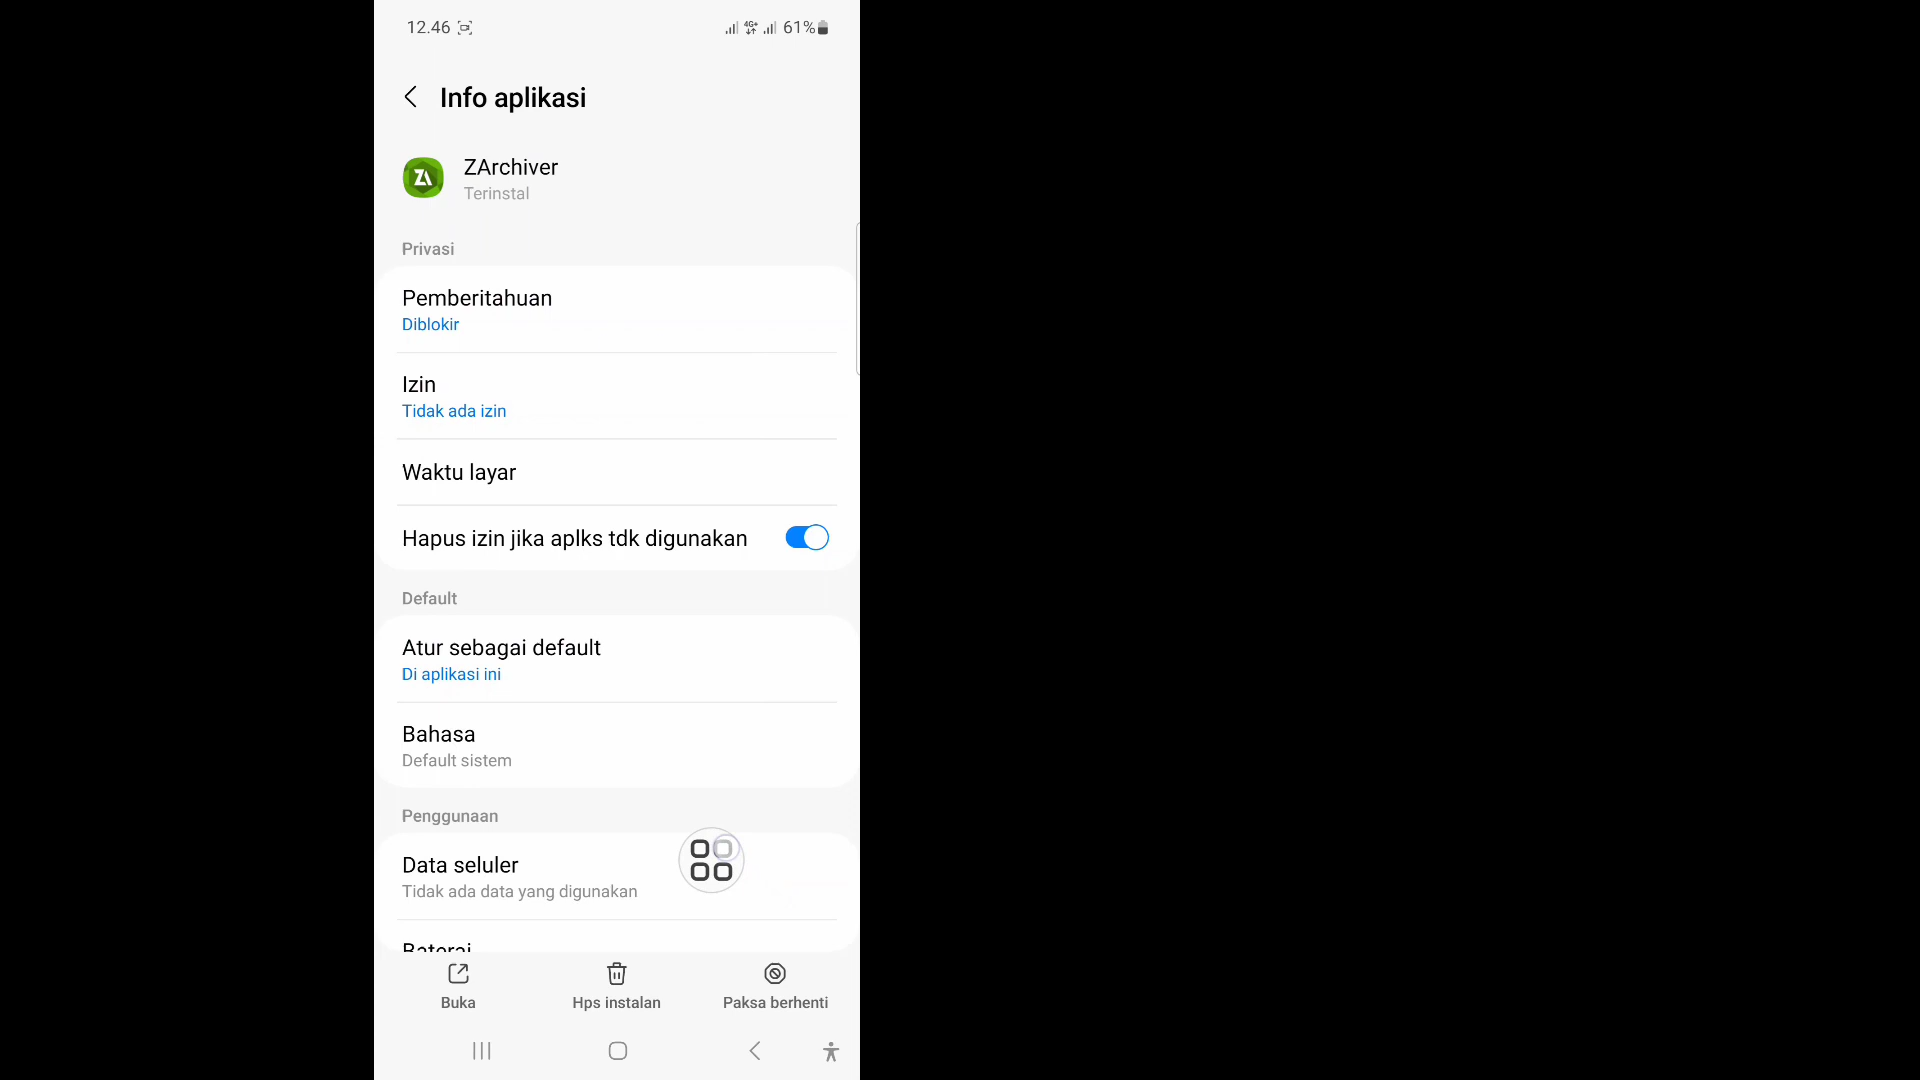 12.46 4G+ 61%
Info aplikasi
ZA
ZArchiver
Terinstal
Privasi
Pemberitahuan
Diblokir
Izin
Tidak ada izin
Waktu layar
Hapus izin jika aplks tdk digunakan
Default
Atur sebagai default
Di aplikasi ini
Bahasa
Default sistem
Penggunaan
Data seluler
Tidak ada data yang digunakan
Baterai
Buka Hps instalan Paksa berhenti